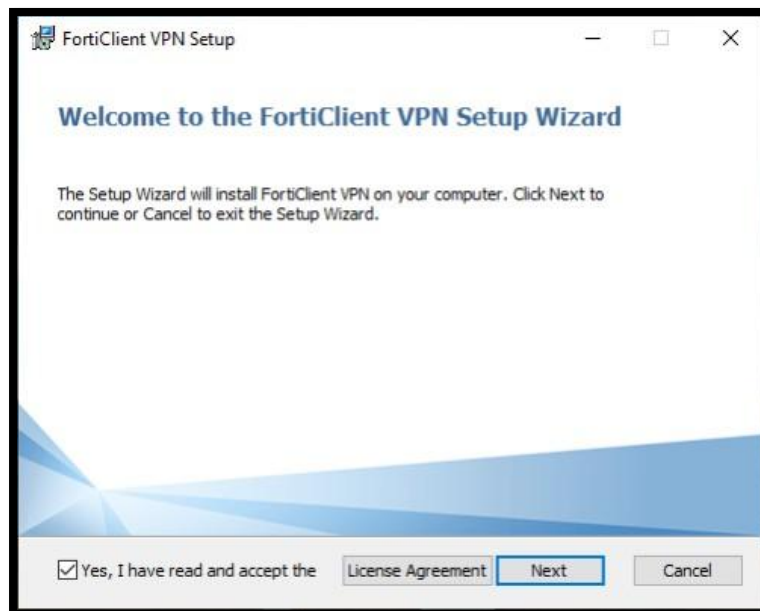 FortiClient VPN Setup
Welcome to the FortiClient VPN Setup Wizard
The Setup Wizard will install FortiClient VPN on your computer. Click Next to
continue or Cancel to exit the Setup Wizard.
Yes, I have read and accept the License Agreement Next Cancel